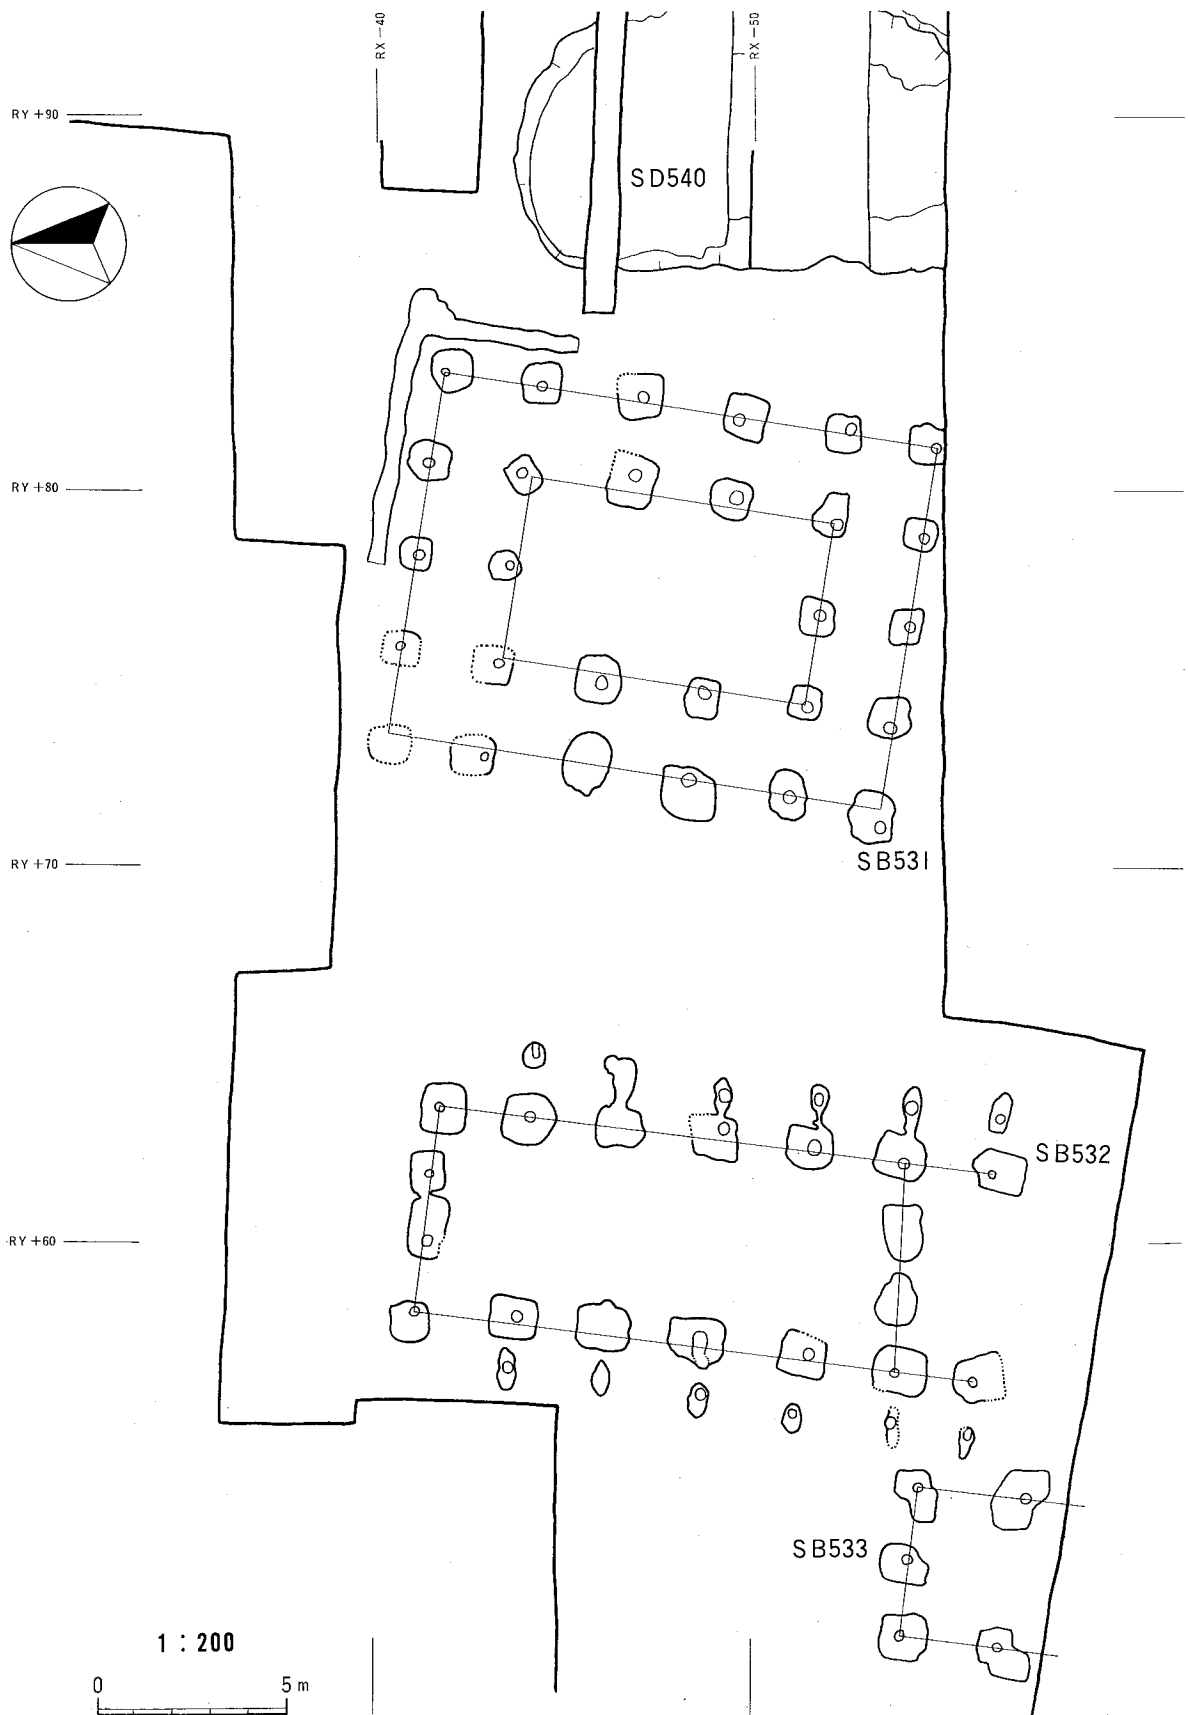 RX —40
RX —50
RY +90
SD540
RY +80
RY +70
SB531
SB532
RY +60
SB533
1 : 200
0 5 m